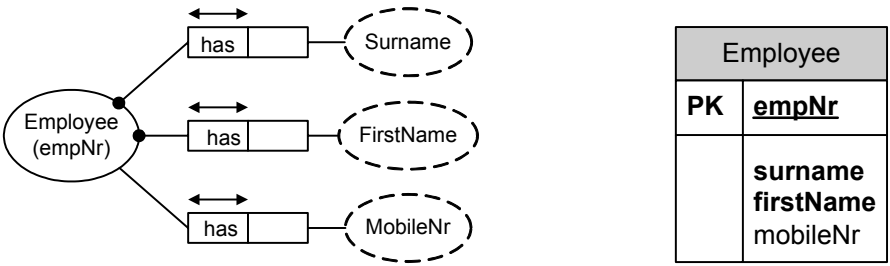 has
Surname
Employee
(empNr)
has
FirstName
has
MobileNr
Employee
PK empNr
surname
firstName
mobileNr